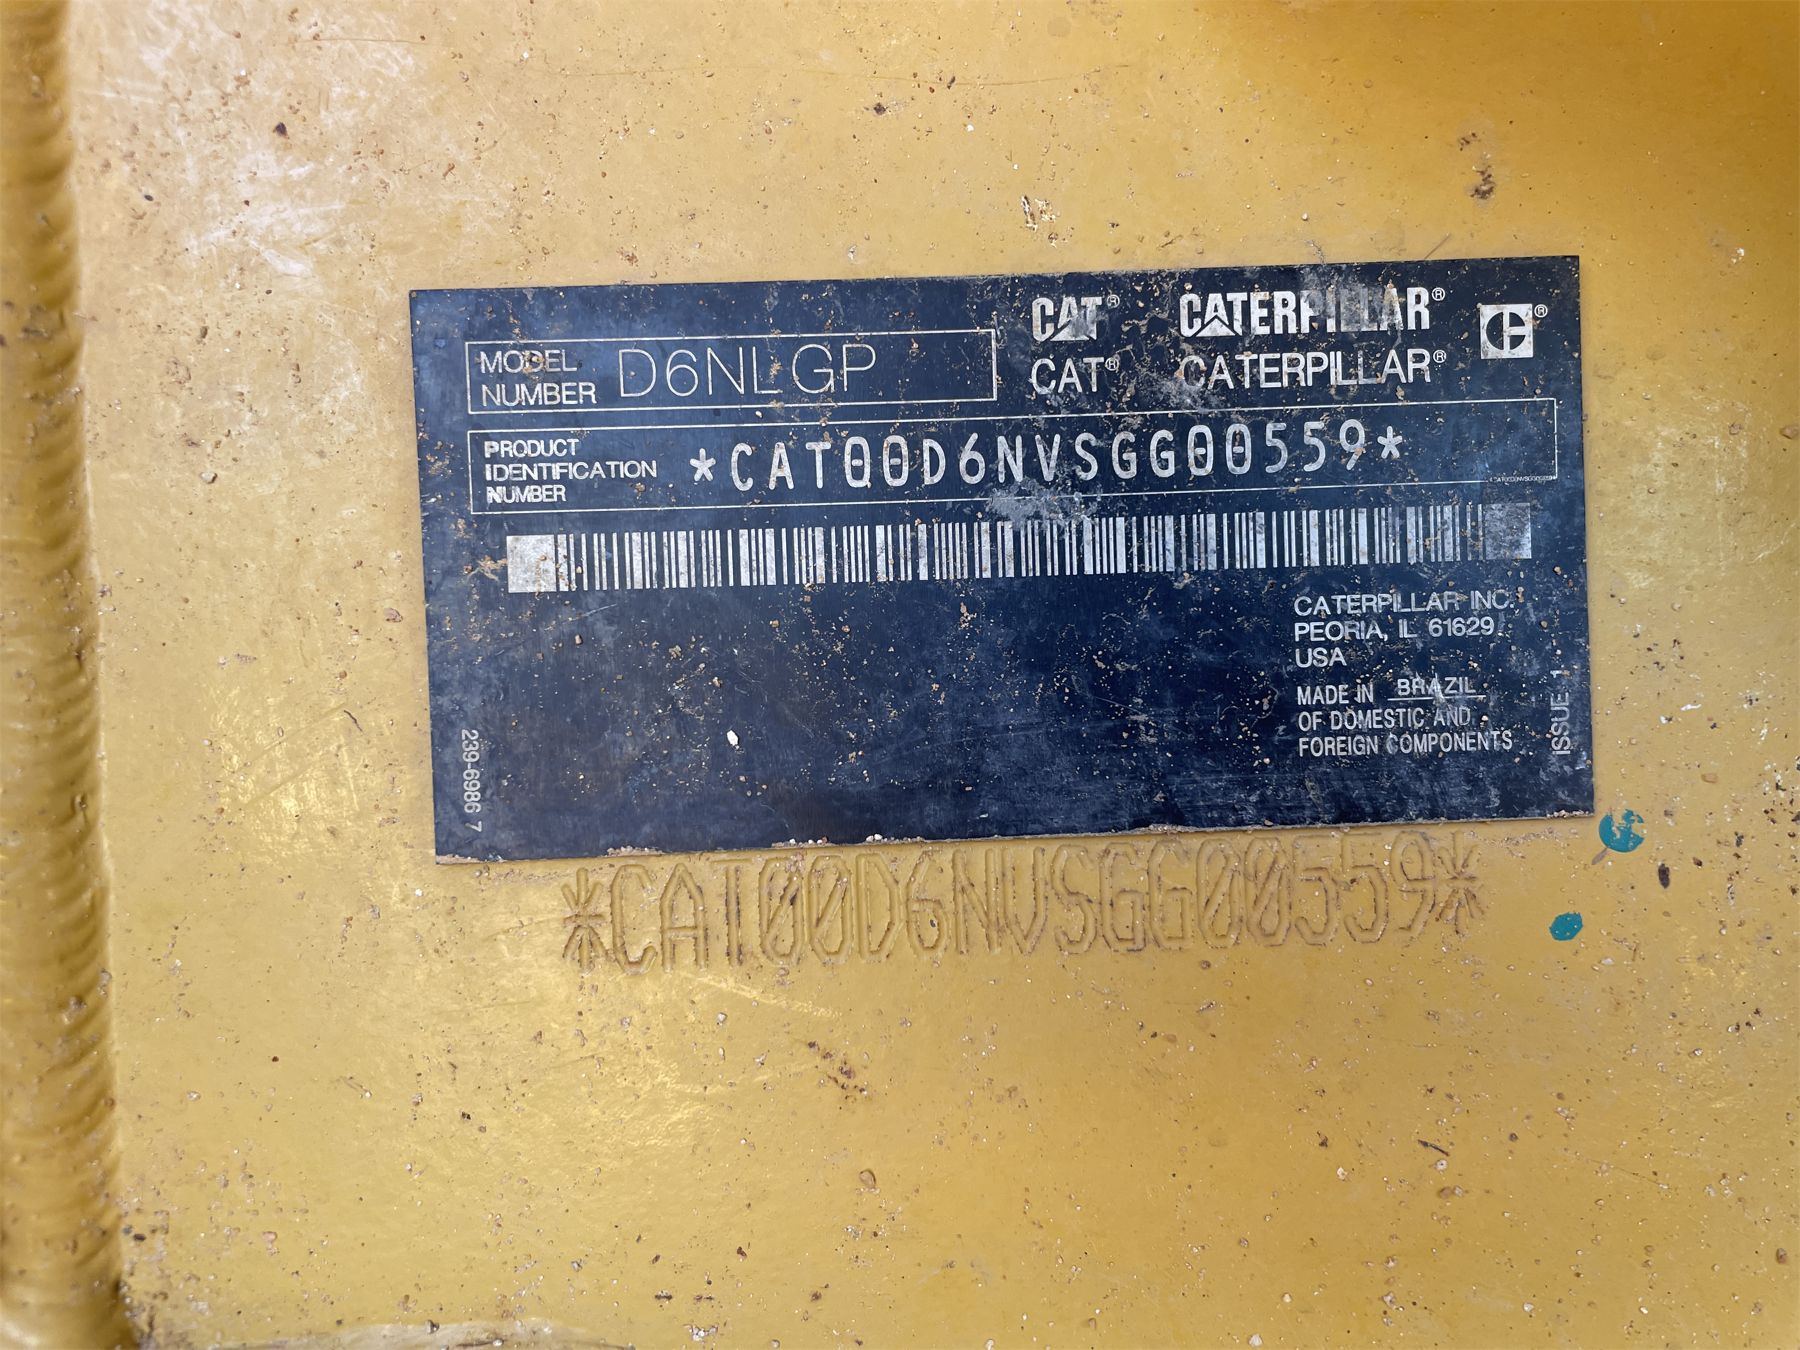 MODEL NUMBER D6NLGP
CAT® CATERPILLAR®
CAT® CATERPILLAR®
PRODUCT IDENTIFICATION NUMBER *CAT00D6NVSGG00559*
CATERPILLAR INC.
PEORIA, IL 61629
USA
MADE IN BRAZIL
OF DOMESTIC AND
FOREIGN COMPONENTS
ISSUE 1
239-6986 7
*CAT00D6NVSGG00559*